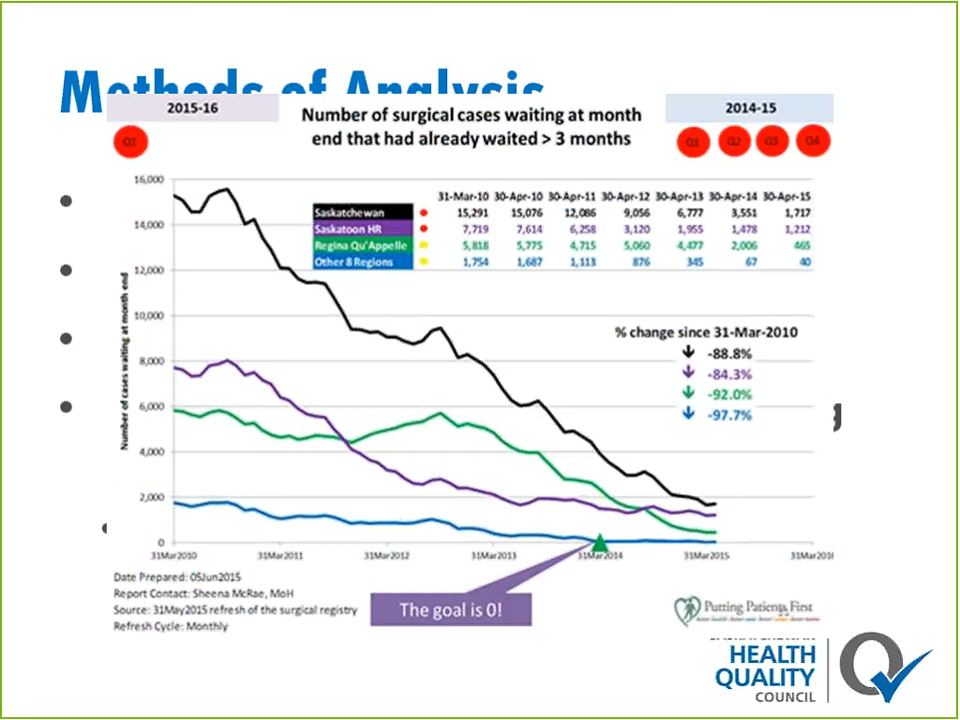 Methods of Analysis
2015-16
Number of surgical cases waiting at month
end that had already waited > 3 months
2014-15
Q1
Q1 Q2 Q3 Q4
31-Mar-10 30-Apr-10 30-Apr-11 30-Apr-12 30-Apr-13 30-Apr-14 30-Apr-15
Saskatchewan 15,291 15,076 12,086 9,056 6,777 3,551 1,717
Saskatoon HR 7,719 7,614 6,258 3,120 1,955 1,478 1,212
Regina Qu'Appelle 5,818 5,775 4,715 5,060 4,477 2,006 465
Other 8 Regions 1,754 1,687 1,113 876 345 67 40
% change since 31-Mar-2010
-88.8%
-84.3%
-92.0%
-97.7%
Number of cases waiting at month end
16,000
14,000
12,000
10,000
8,000
6,000
4,000
2,000
0
31Mar2010 31Mar2011 31Mar2012 31Mar2013 31Mar2014 31Mar2015 31Mar2016
The goal is 0!
Date Prepared: 05Jun2015
Report Contact: Sheena McRae, MoH
Source: 31May2015 refresh of the surgical registry
Refresh Cycle: Monthly
Putting Patients First
SASKATCHEWAN
HEALTH
QUALITY
COUNCIL